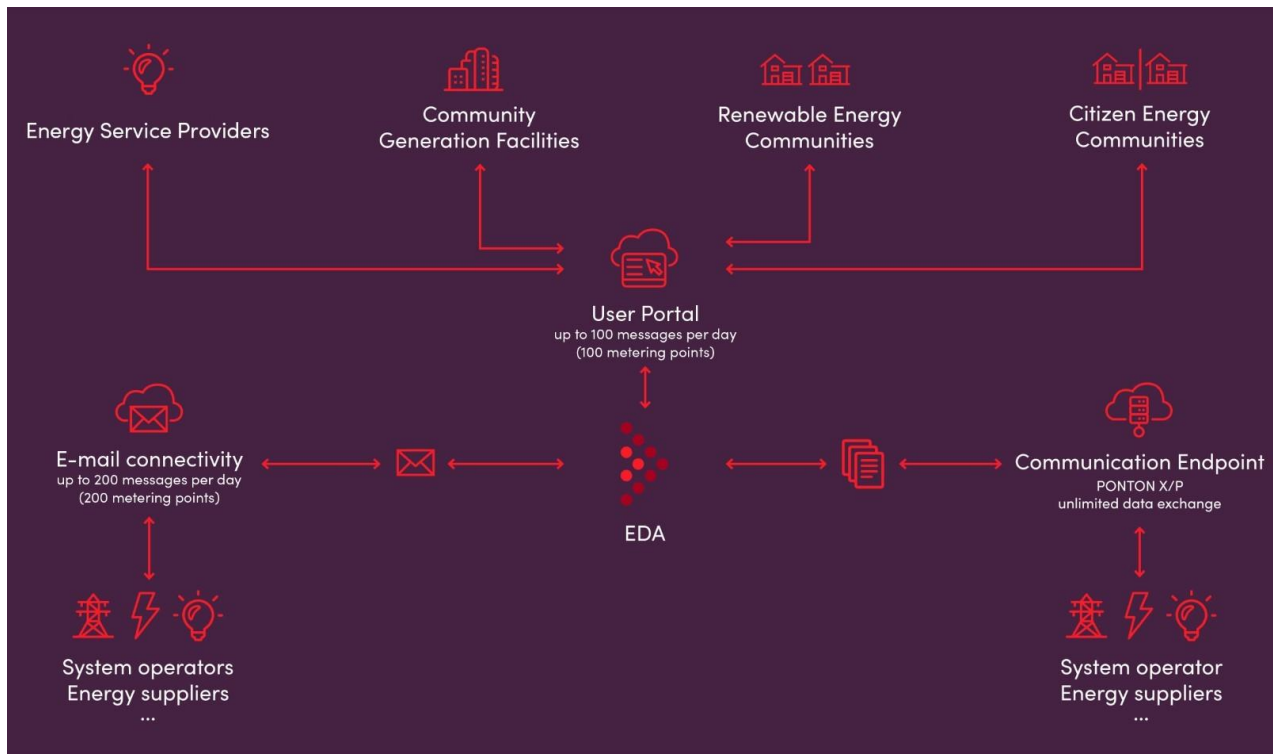 Energy Service Providers
Community
Generation Facilities
Renewable Energy
Communities
Citizen Energy
Communities
User Portal
up to 100 messages per day
(100 metering points)
E-mail connectivity
up to 200 messages per day
(200 metering points)
EDA
Communication Endpoint
PONTON X/P
unlimited data exchange
System operators
Energy suppliers
...
System operator
Energy suppliers
...